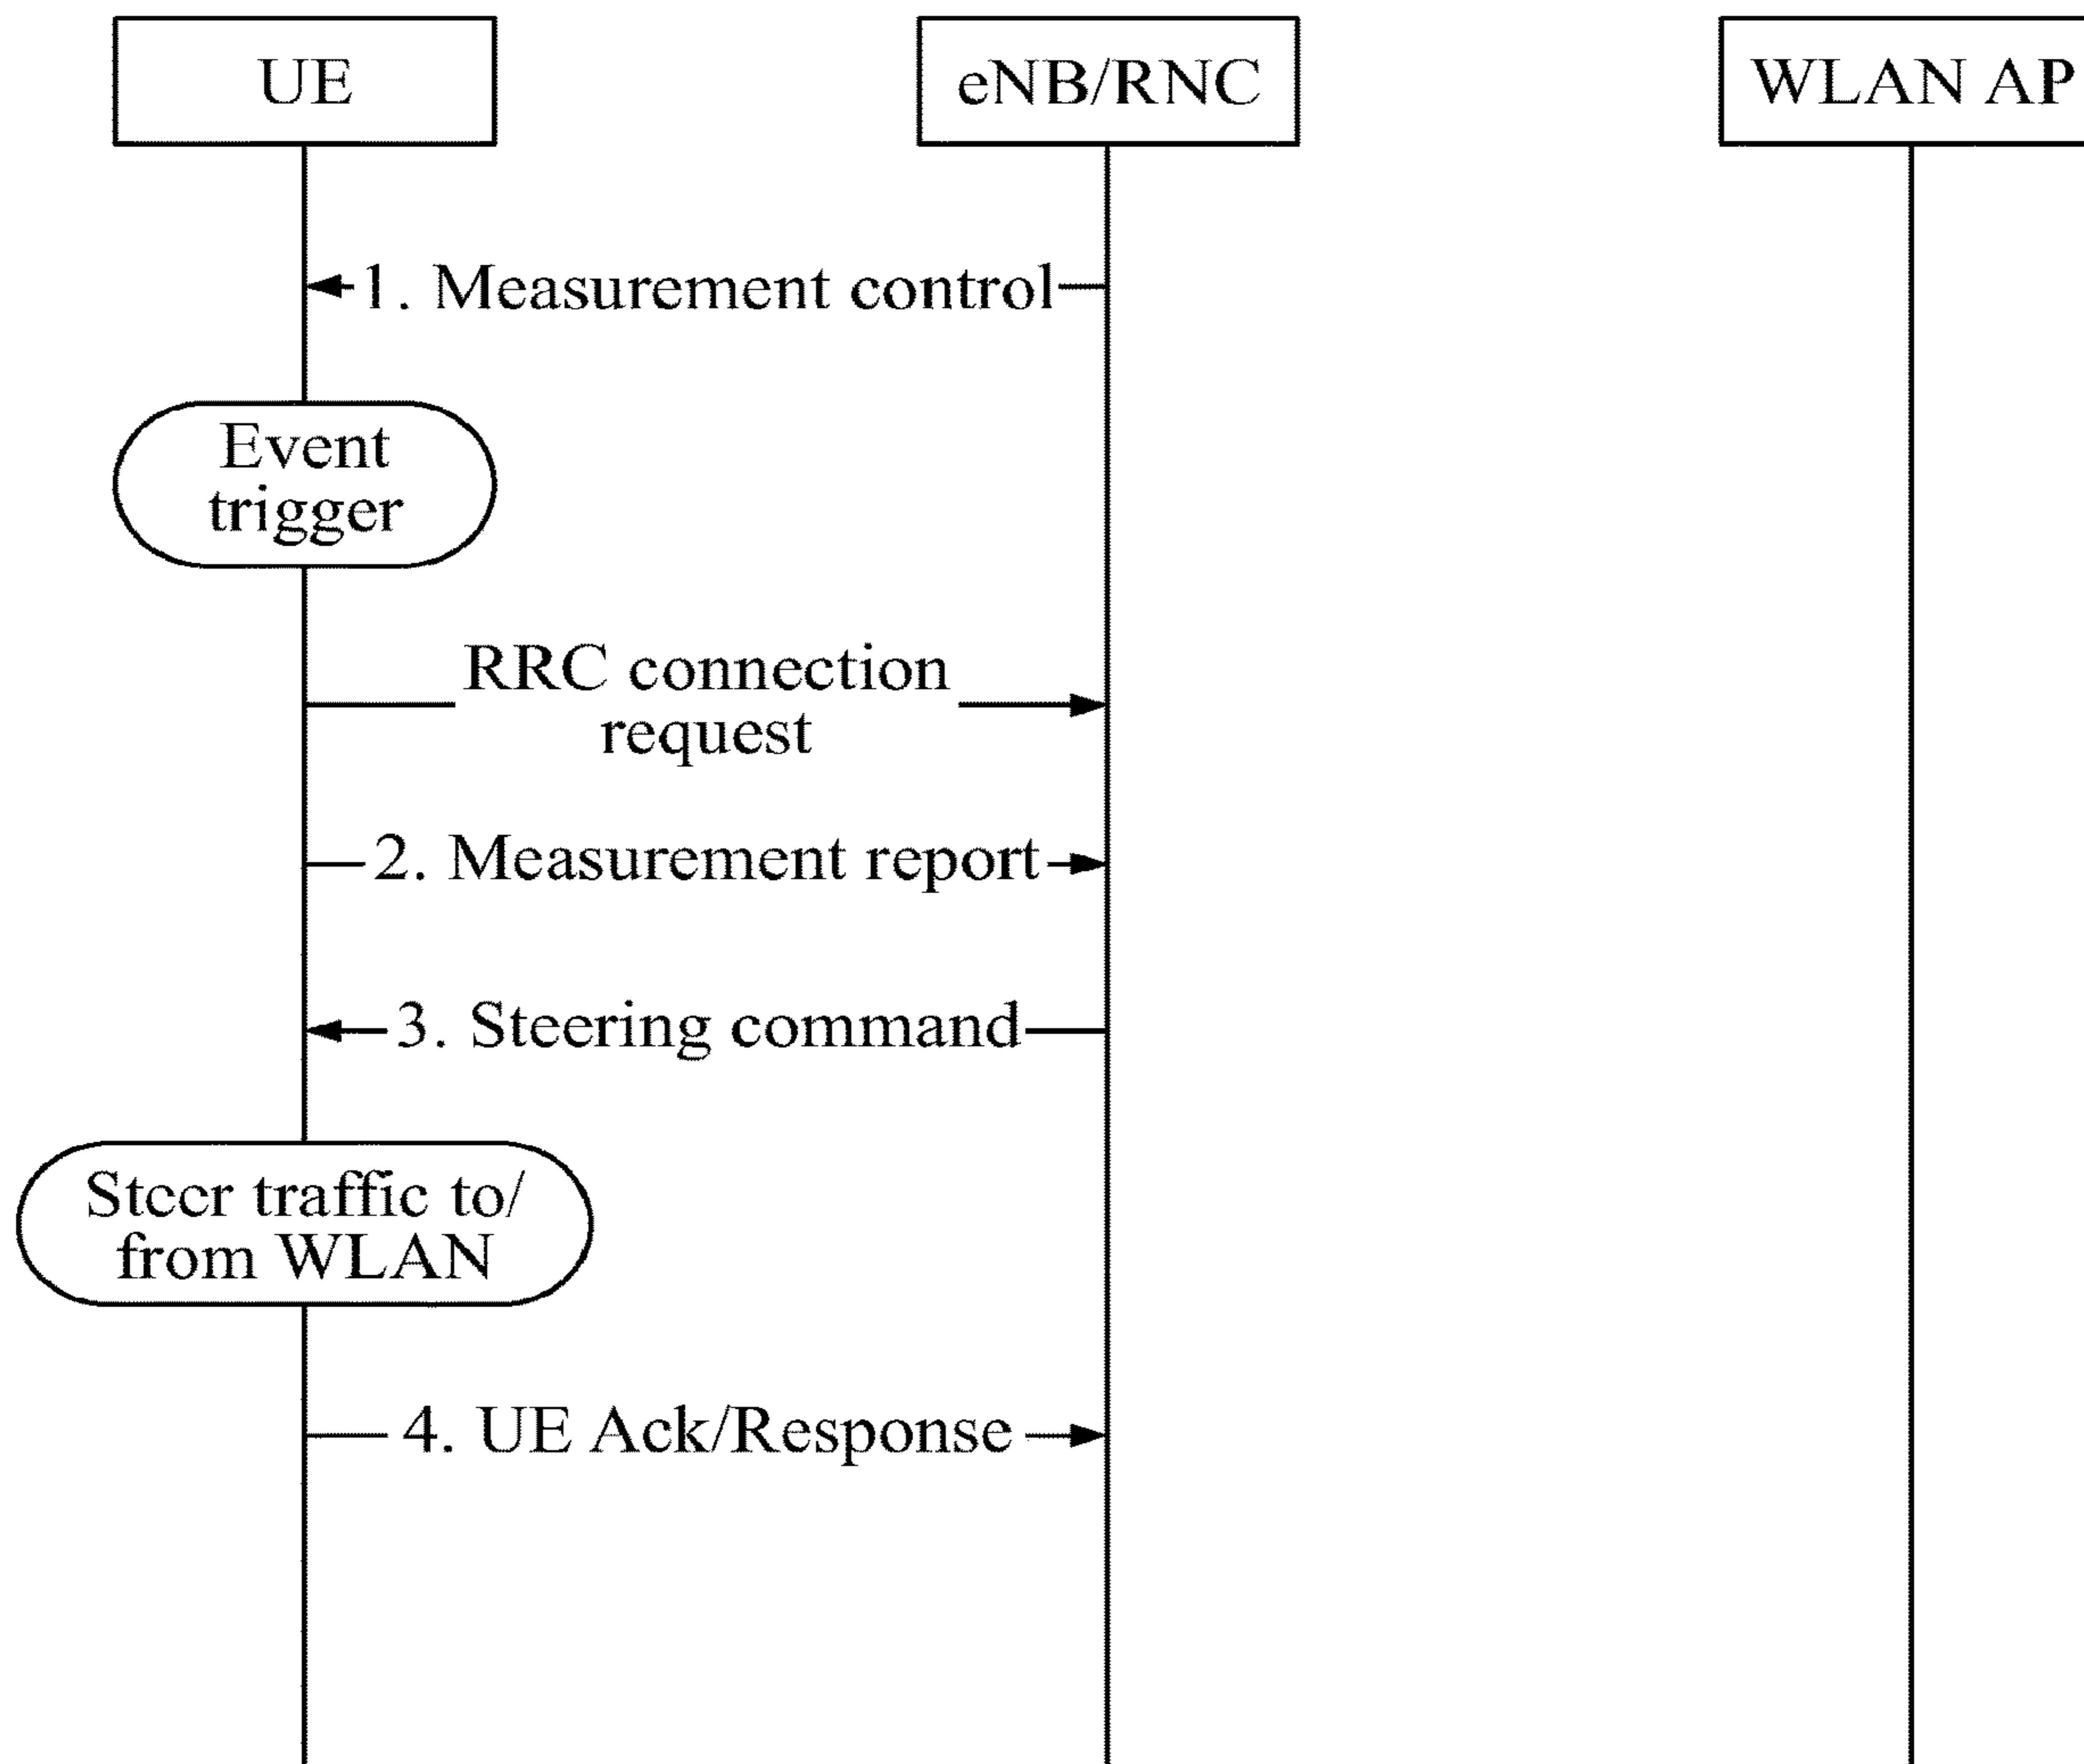 UE
eNB/RNC
WLAN AP
1. Measurement control
Event
trigger
RRC connection
request
2. Measurement report
3. Steering command
Steer traffic to/
from WLAN
4. UE Ack/Response